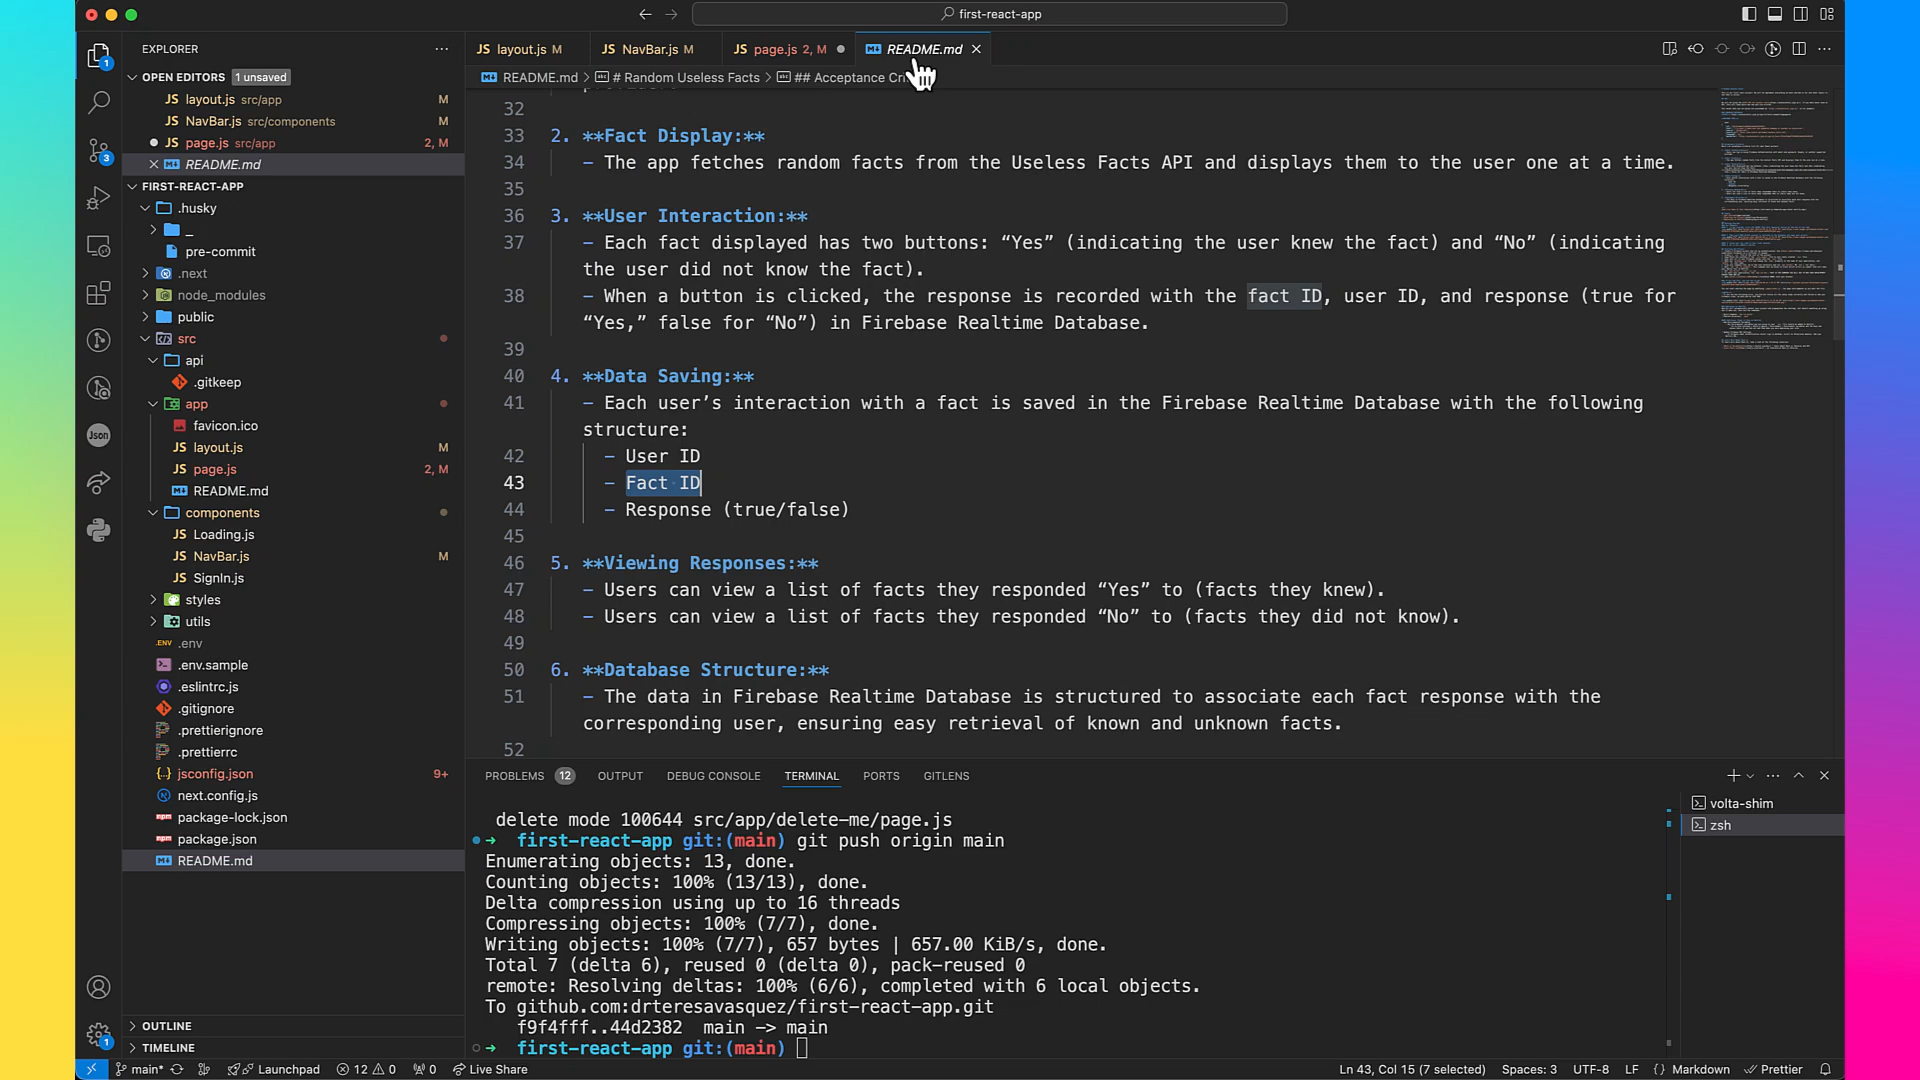 first-react-app
EXPLORER
OPEN EDITORS 1 unsaved
JS layout.js src/app M
JS NavBar.js src/components M
JS page.js src/app 2, M
README.md
FIRST-REACT-APP
.husky
_
pre-commit
.next
node_modules
public
src
api
.gitkeep
app
favicon.ico
JS layout.js M
JS page.js 2, M
README.md
components
JS Loading.js
JS NavBar.js M
JS SignIn.js
styles
utils
.ENV .env
.env.sample
.eslintrc.js
.gitignore
.prettierignore
.prettierrc
{..} jsconfig.json 9+
next.config.js
package-lock.json
package.json
README.md
OUTLINE
TIMELINE
JS layout.js M JS NavBar.js M JS page.js 2, M README.md
README.md > # Random Useless Facts > ## Acceptance Cri
32
33 2. **Fact Display:**
34 - The app fetches random facts from the Useless Facts API and displays them to the user one at a time.
35
36 3. **User Interaction:**
37 - Each fact displayed has two buttons: “Yes” (indicating the user knew the fact) and “No” (indicating
the user did not know the fact).
38 - When a button is clicked, the response is recorded with the fact ID, user ID, and response (true for
“Yes,” false for “No”) in Firebase Realtime Database.
39
40 4. **Data Saving:**
41 - Each user’s interaction with a fact is saved in the Firebase Realtime Database with the following
structure:
42 - User ID
43 - Fact ID
44 - Response (true/false)
45
46 5. **Viewing Responses:**
47 - Users can view a list of facts they responded “Yes” to (facts they knew).
48 - Users can view a list of facts they responded “No” to (facts they did not know).
49
50 6. **Database Structure:**
51 - The data in Firebase Realtime Database is structured to associate each fact response with the
corresponding user, ensuring easy retrieval of known and unknown facts.
52
PROBLEMS 12 OUTPUT DEBUG CONSOLE TERMINAL PORTS GITLENS
delete mode 100644 src/app/delete-me/page.js
➜ first-react-app git:(main) git push origin main
Enumerating objects: 13, done.
Counting objects: 100% (13/13), done.
Delta compression using up to 16 threads
Compressing objects: 100% (7/7), done.
Writing objects: 100% (7/7), 657 bytes | 657.00 KiB/s, done.
Total 7 (delta 6), reused 0 (delta 0), pack-reused 0
remote: Resolving deltas: 100% (6/6), completed with 6 local objects.
To github.com:drteresavasquez/first-react-app.git
f9f4fff..44d2382 main -> main
➜ first-react-app git:(main)
volta-shim
zsh
1
3
Json
1
main* Launchpad 12 0 0 Live Share Ln 43, Col 15 (7 selected) Spaces: 3 UTF-8 LF { } Markdown Prettier